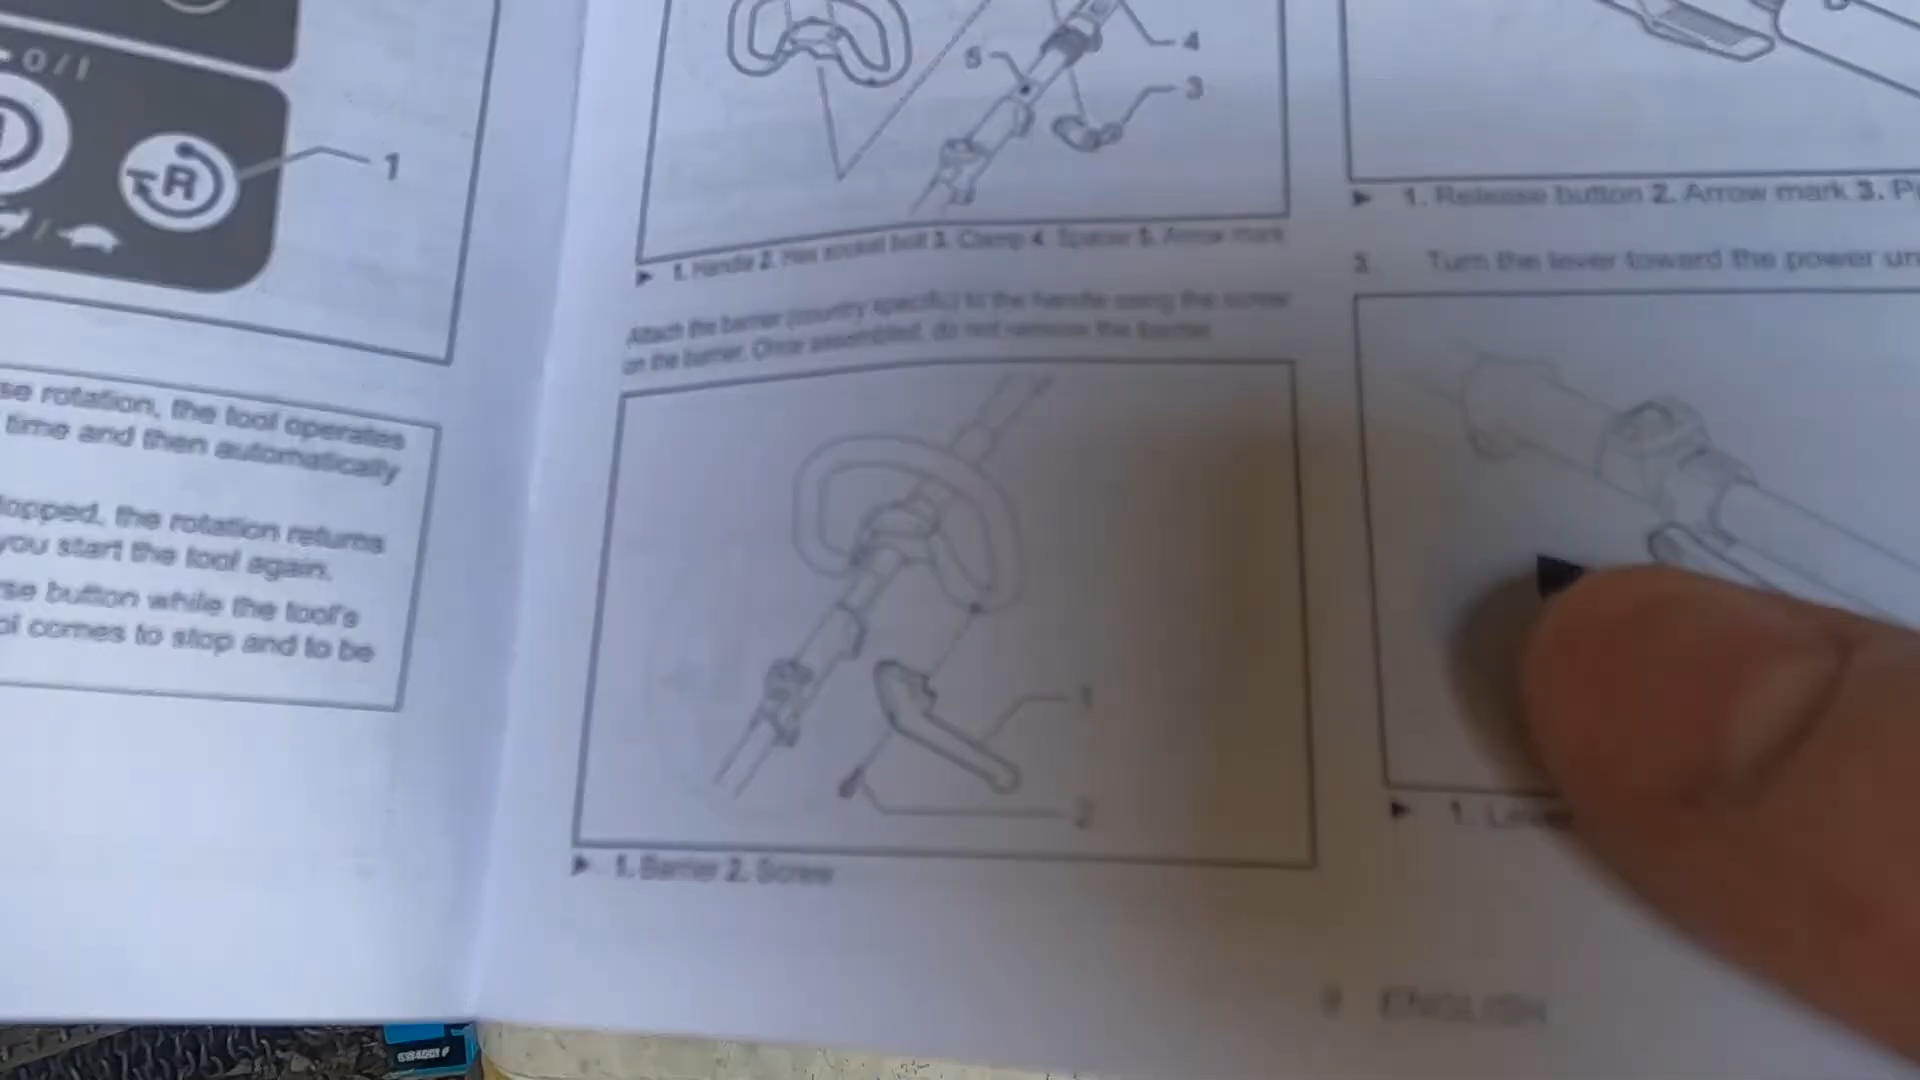 0 / I
R
1
se rotation, the tool operates
time and then automatically
topped, the rotation returns
you start the tool again.
se button while the tool's
ol comes to stop and to be
4
5
3
1. Handle 2. Hex socket bolt 3. Clamp 4. Spacer 5. Arrow mark
Attach the barrier (country specific) to the handle using the screw
on the barrier. Once assembled, do not remove the barrier.
1
2
1. Barrier 2. Screw
1. Release button 2. Arrow mark 3. P
Turn the lever toward the power un
1. Lever
9 ENGLISH